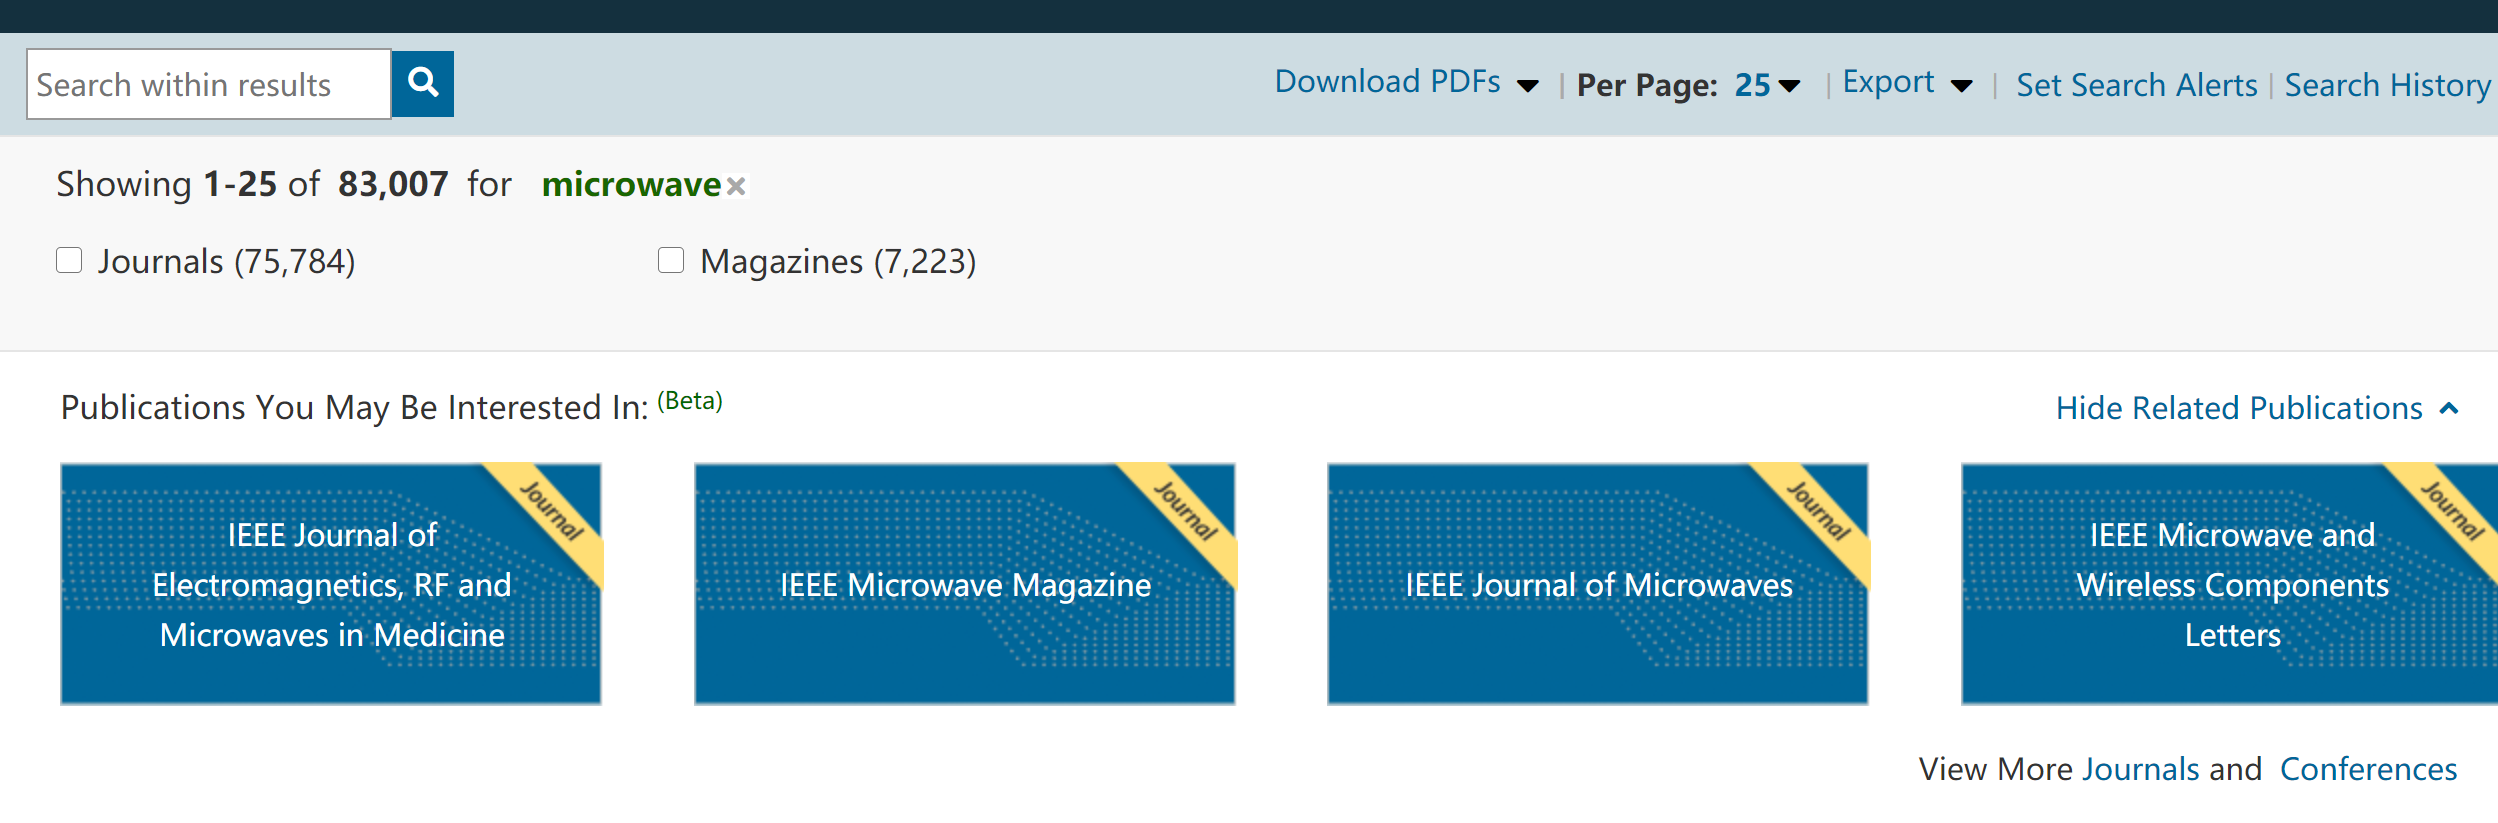 Search within results
Download PDFs | Per Page: 25 | Export | Set Search Alerts | Search History
Showing 1-25 of 83,007 for microwave
Journals (75,784) Magazines (7,223)
Publications You May Be Interested In: (Beta)
Hide Related Publications
Journal
IEEE Journal of
Electromagnetics, RF and
Microwaves in Medicine
Journal
IEEE Microwave Magazine
Journal
IEEE Journal of Microwaves
Journal
IEEE Microwave and
Wireless Components
Letters
View More Journals and Conferences